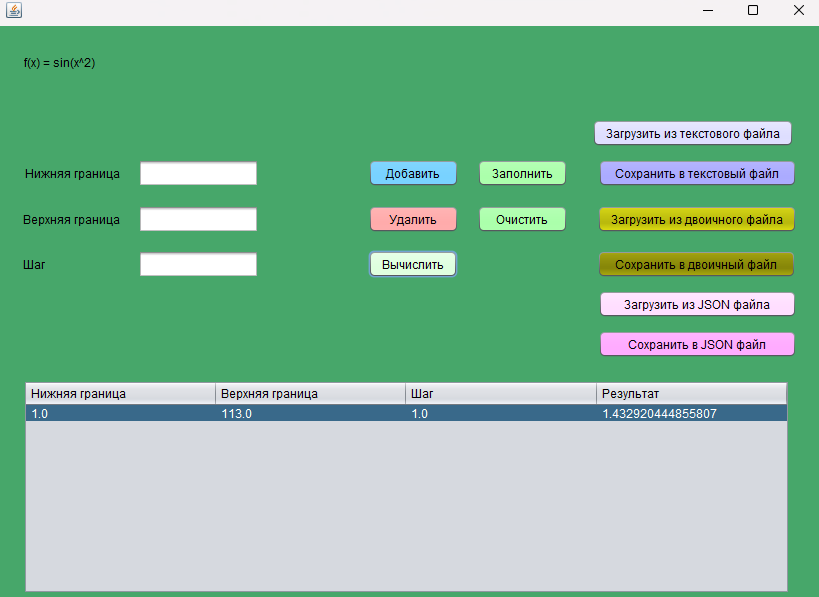 f(x) = sin(x^2)
Загрузить из текстового файла
Нижняя граница Добавить Заполнить Сохранить в текстовый файл
Верхняя граница Удалить Очистить Загрузить из двоичного файла
Шаг Вычислить Сохранить в двоичный файл
Загрузить из JSON файла
Сохранить в JSON файл
Нижняя граница Верхняя граница Шаг Результат
1.0 113.0 1.0 1.432920444855807